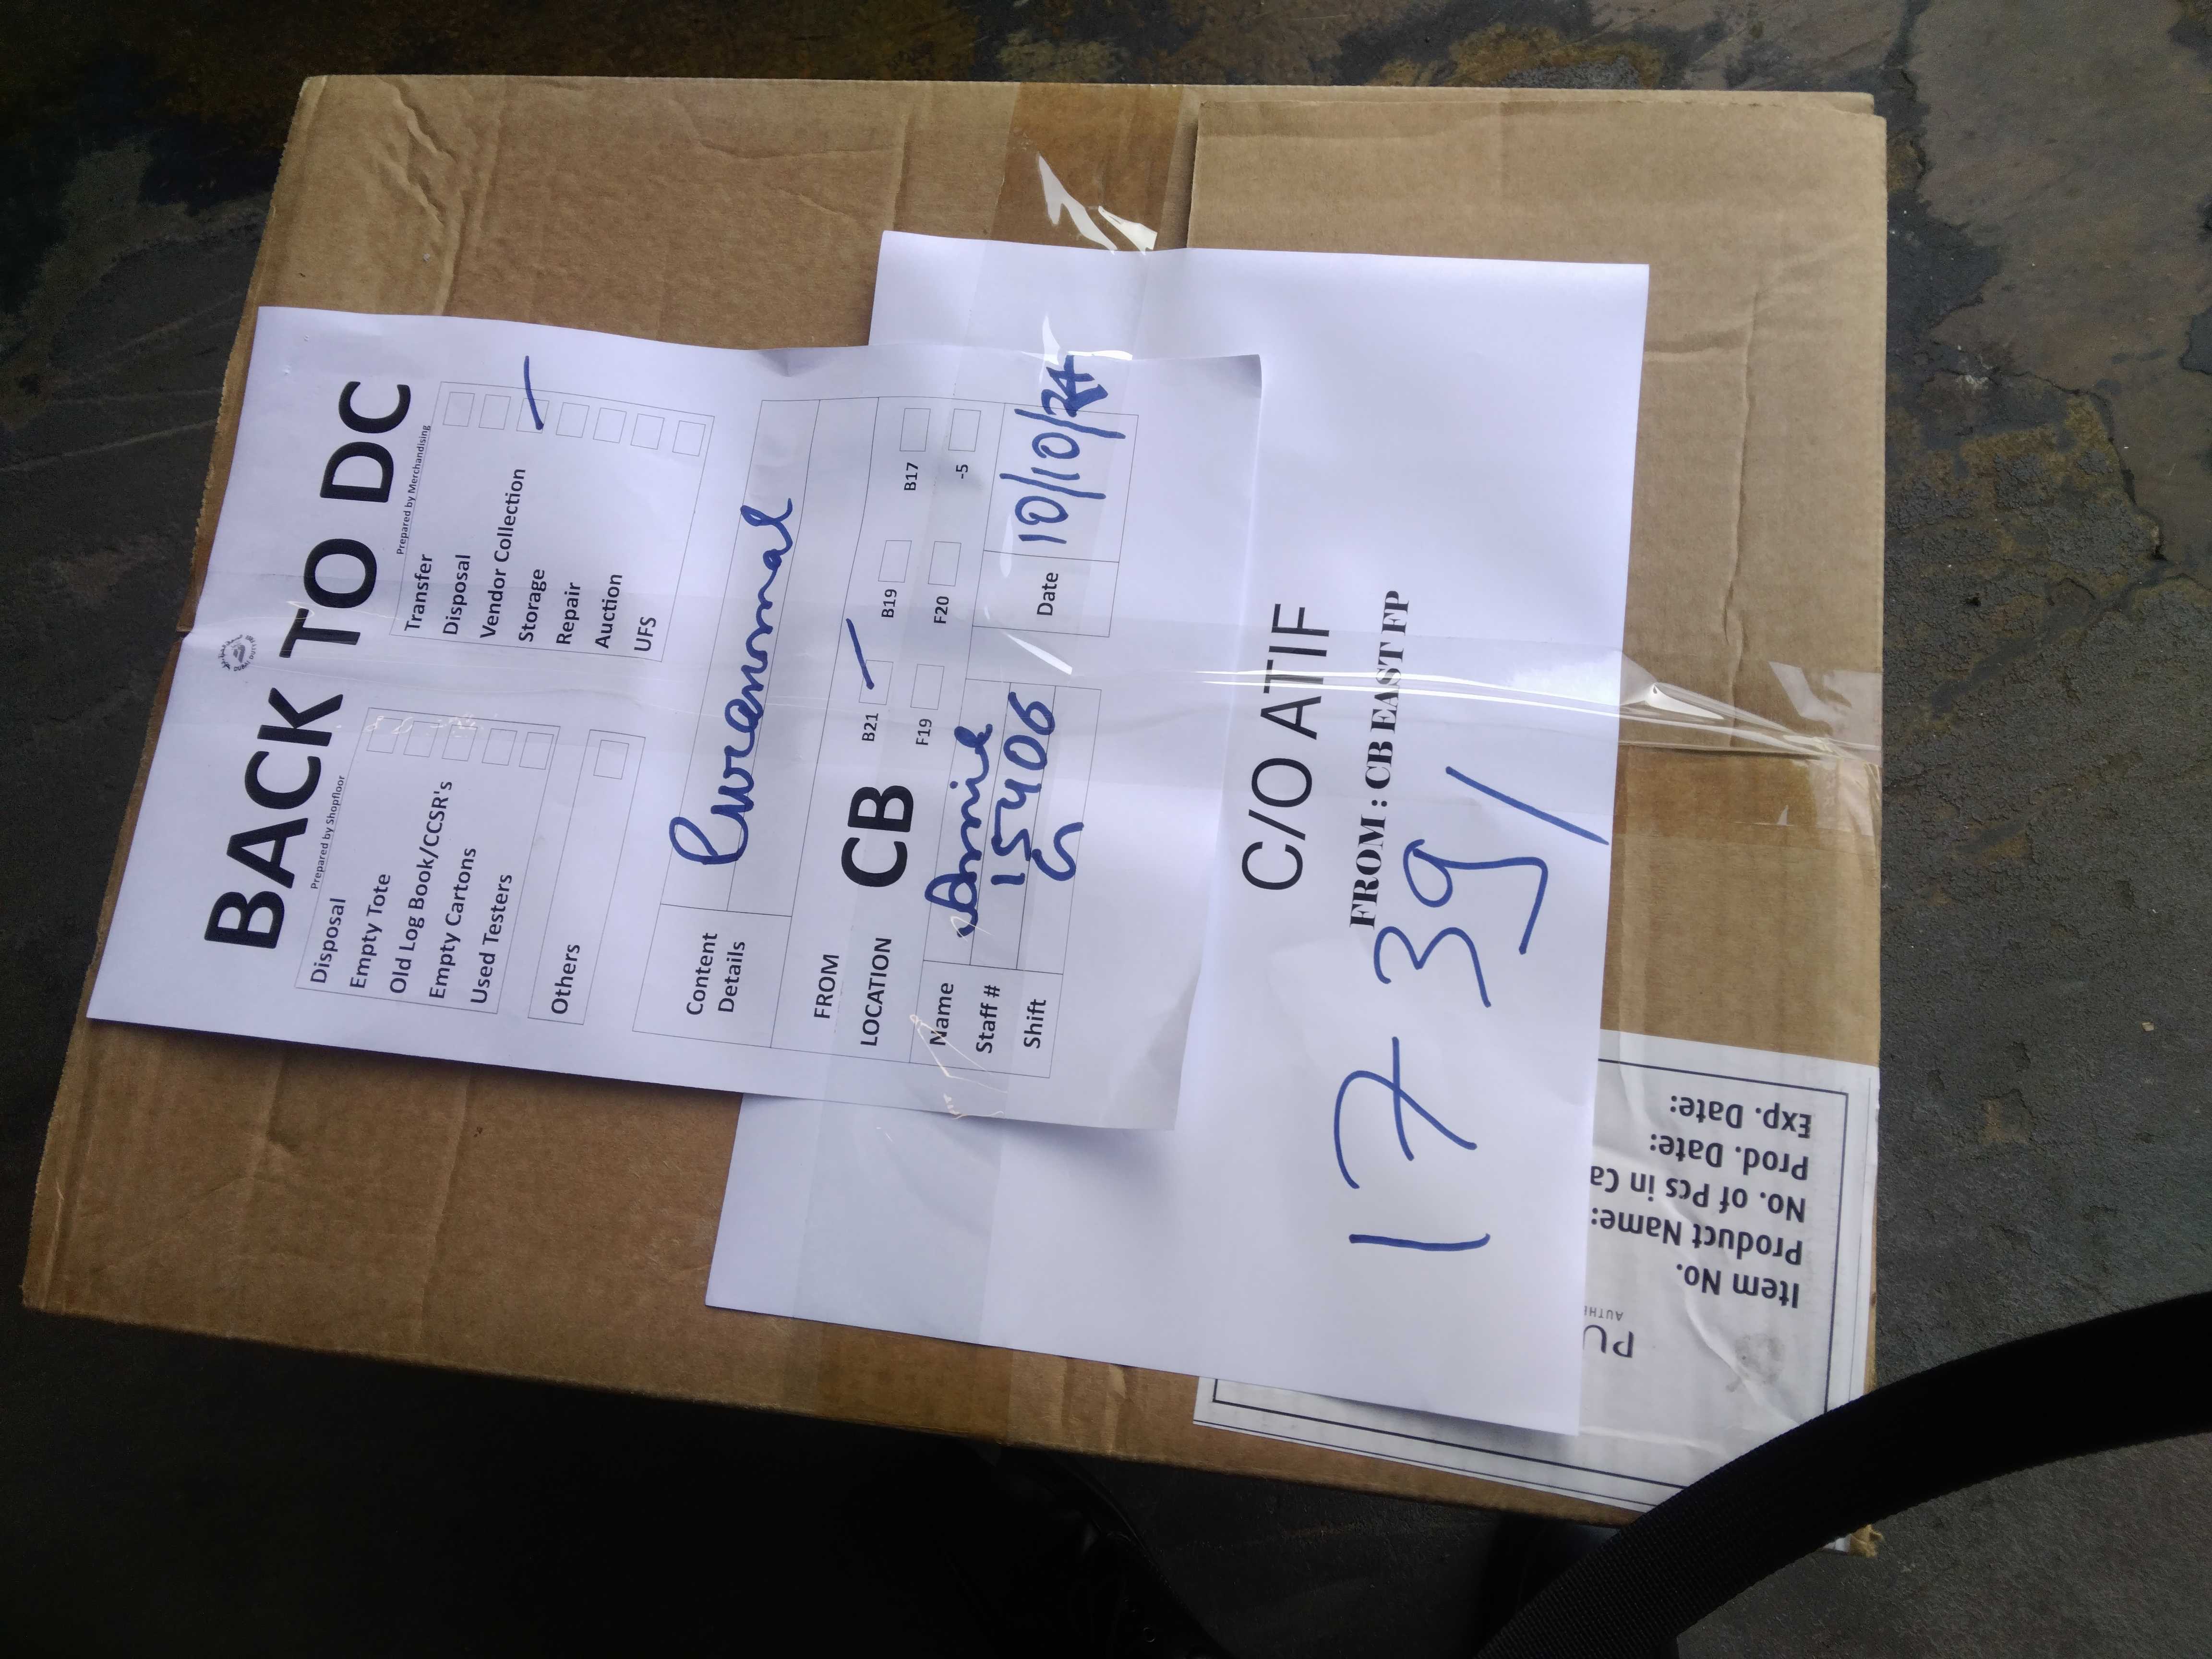 BACK TO DC
Prepared by Shopfloor
Disposal
Empty Tote
Old Log Book/CCSR's
Empty Cartons
Used Testers
Others
Prepared by Merchandising
Transfer
Disposal
Vendor Collection
Storage
Repair
Auction
UFS
Content Details
FROM LOCATION CB
B21 B19 B17
F19 F20 -5
Name
Staff # 15406
Shift G
Date 10/10/24
C/O ATIF
FROM : CB EAST FP
17 391
Item No.
Product Name:
No. of Pcs in Ca
Prod. Date:
Exp. Date: